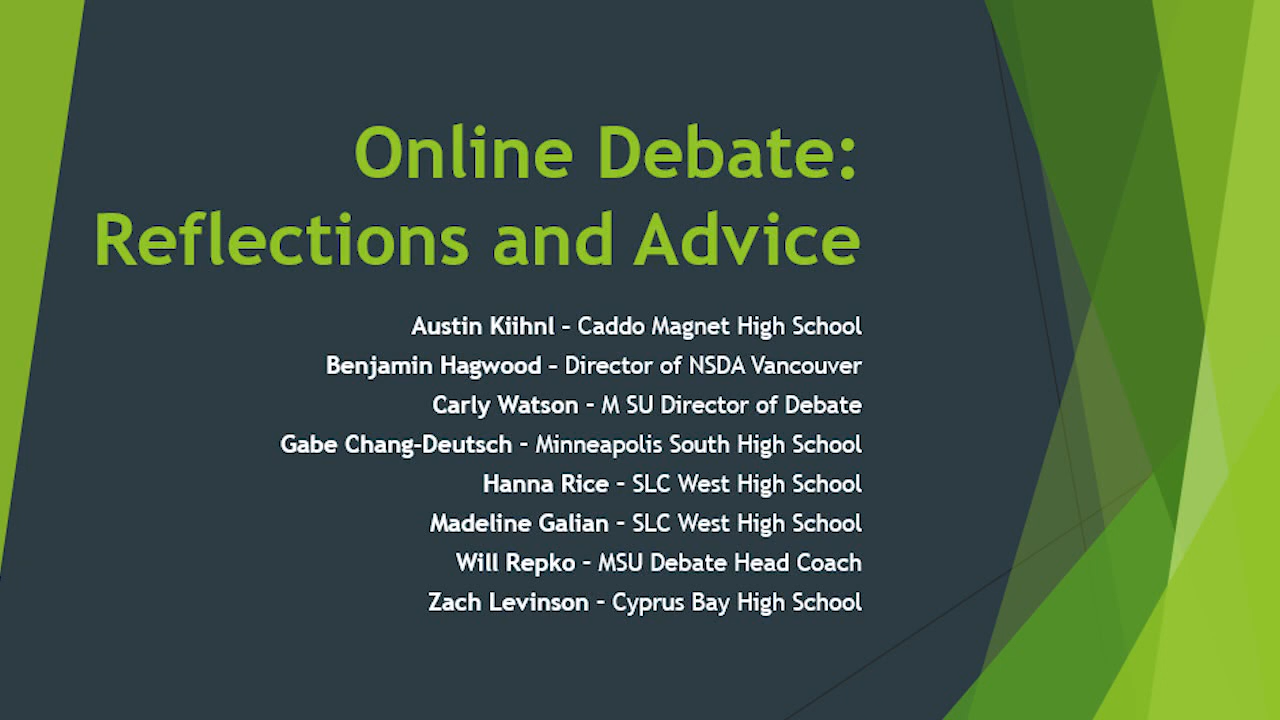 Online Debate:
Reflections and Advice
Austin Kiihnl – Caddo Magnet High School
Benjamin Hagwood – Director of NSDA Vancouver
Carly Watson – M SU Director of Debate
Gabe Chang-Deutsch – Minneapolis South High School
Hanna Rice – SLC West High School
Madeline Galian – SLC West High School
Will Repko – MSU Debate Head Coach
Zach Levinson – Cyprus Bay High School